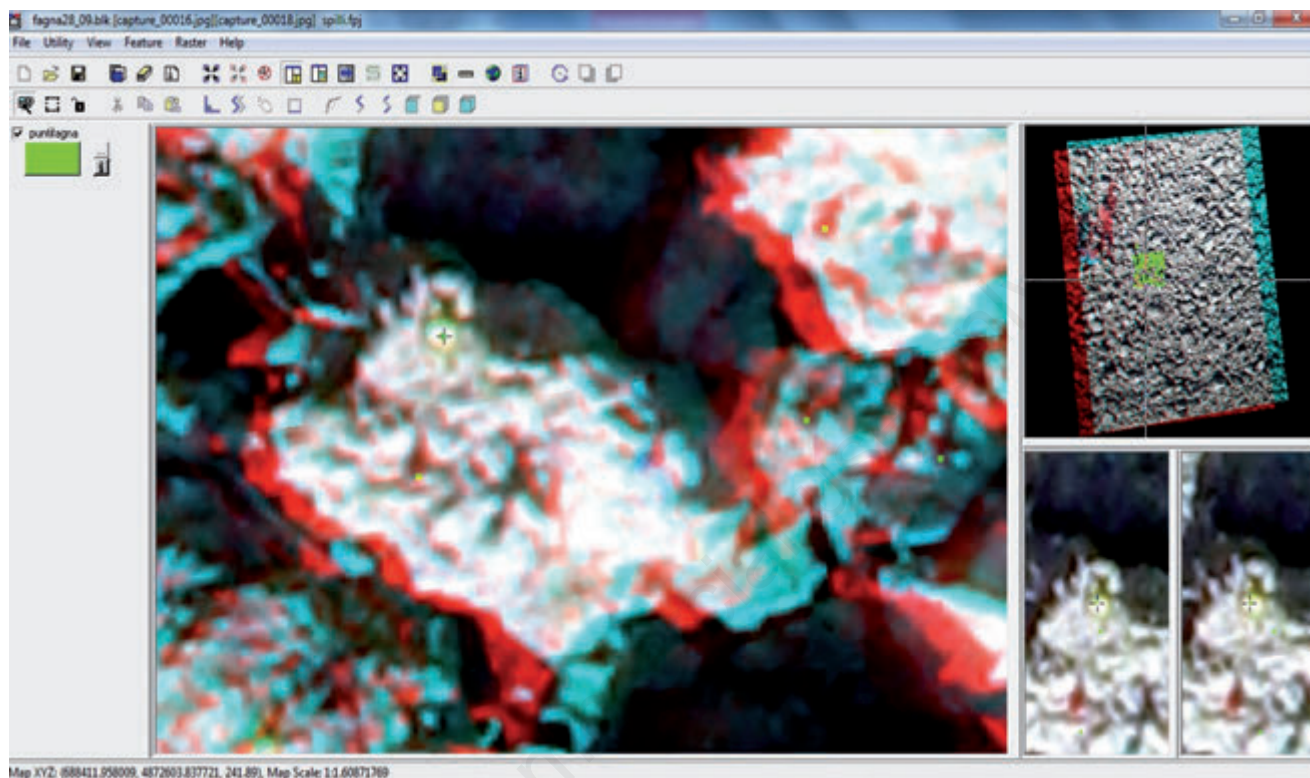 fagna28_09.blk [capture_00016.jpg][capture_00018.jpg] spilli.fpj
File Utility View Feature Raster Help
puntifagna
Map XYZ: (688411.958009, 4872603.837721, 241.89), Map Scale: 1:1.60871769